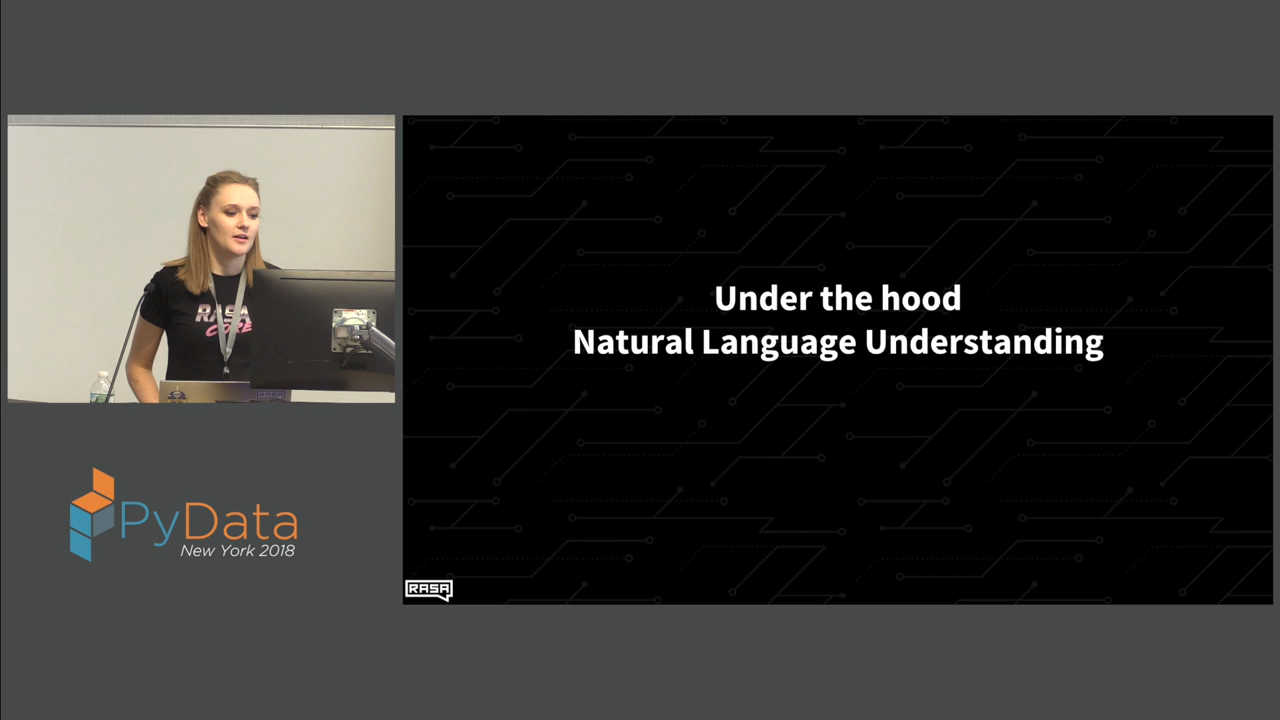 RASA
CORE
Under the hood
Natural Language Understanding
PyData
New York 2018
RASA